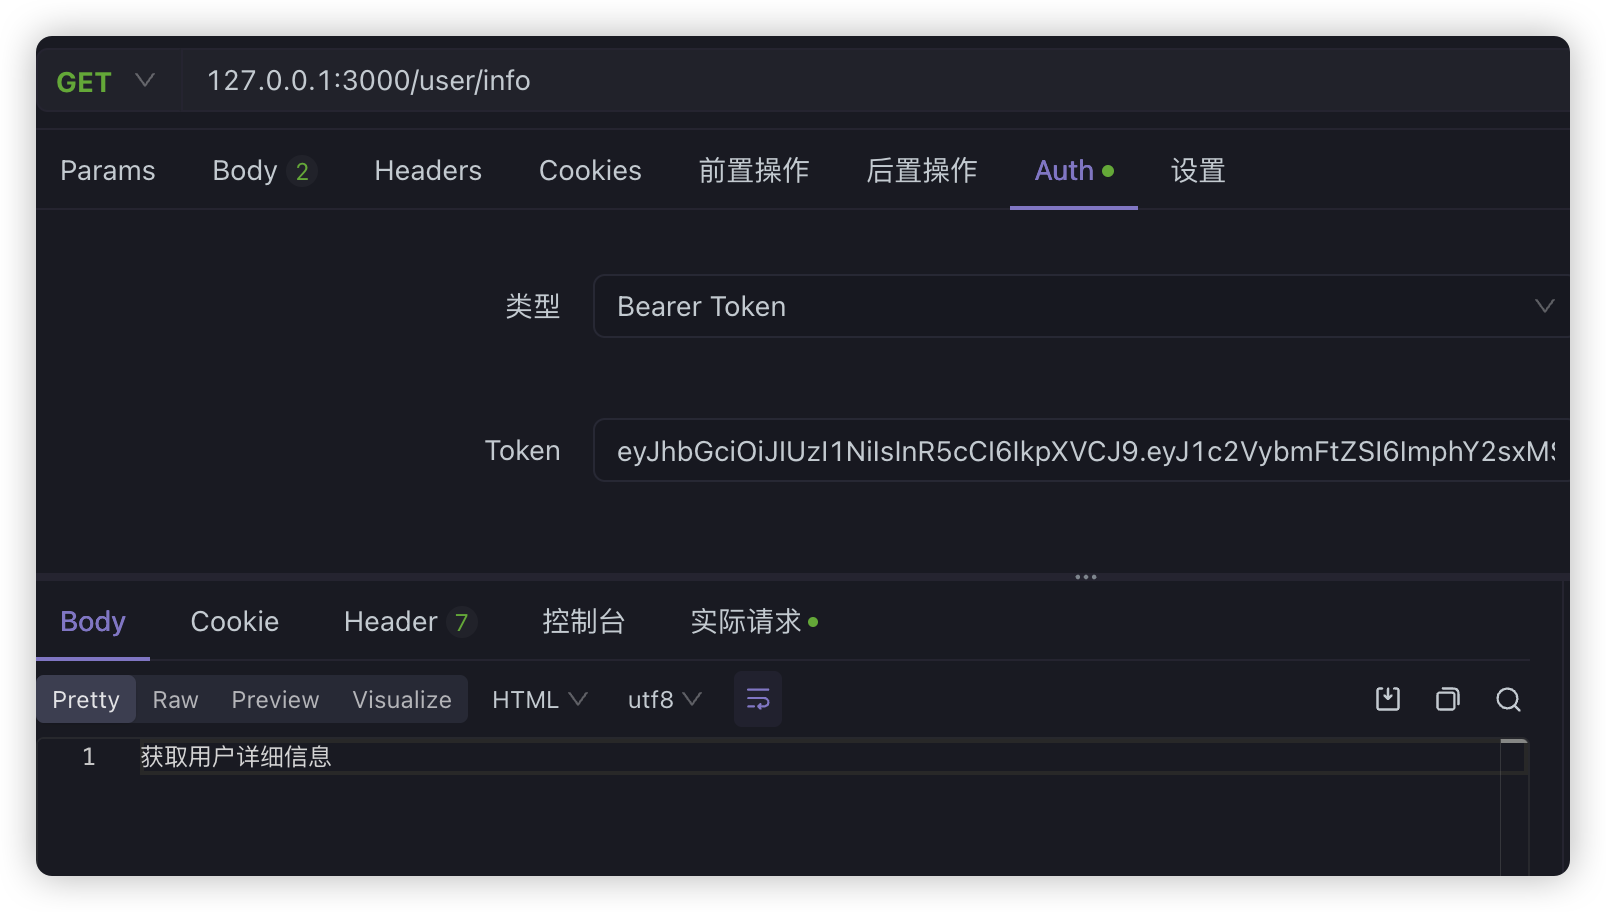 GET 127.0.0.1:3000/user/info
Params Body 2 Headers Cookies 前置操作 后置操作 Auth 设置
类型 Bearer Token
Token eyJhbGciOiJIUzI1NiIsInR5cCI6IkpXVCJ9.eyJ1c2VybmFtZSI6ImphY2sxMS
Body Cookie Header 7 控制台 实际请求
Pretty Raw Preview Visualize HTML utf8
1 获取用户详细信息